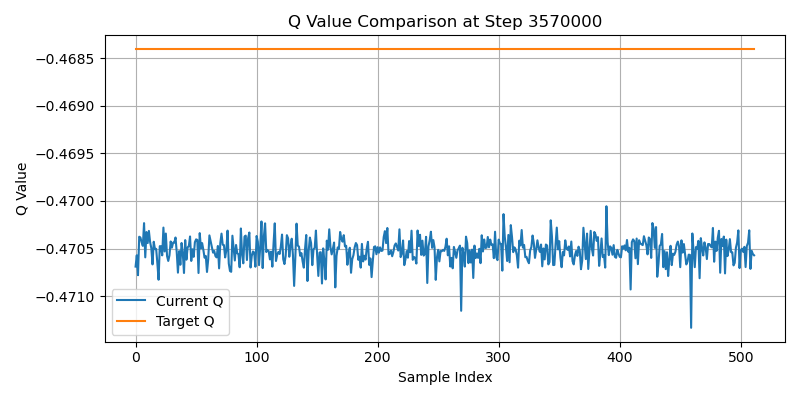 Q Value Comparison at Step 3570000
Q Value
−0.4685
−0.4690
−0.4695
−0.4700
−0.4705
−0.4710
Current Q
Target Q
0
100
200
300
400
500
Sample Index